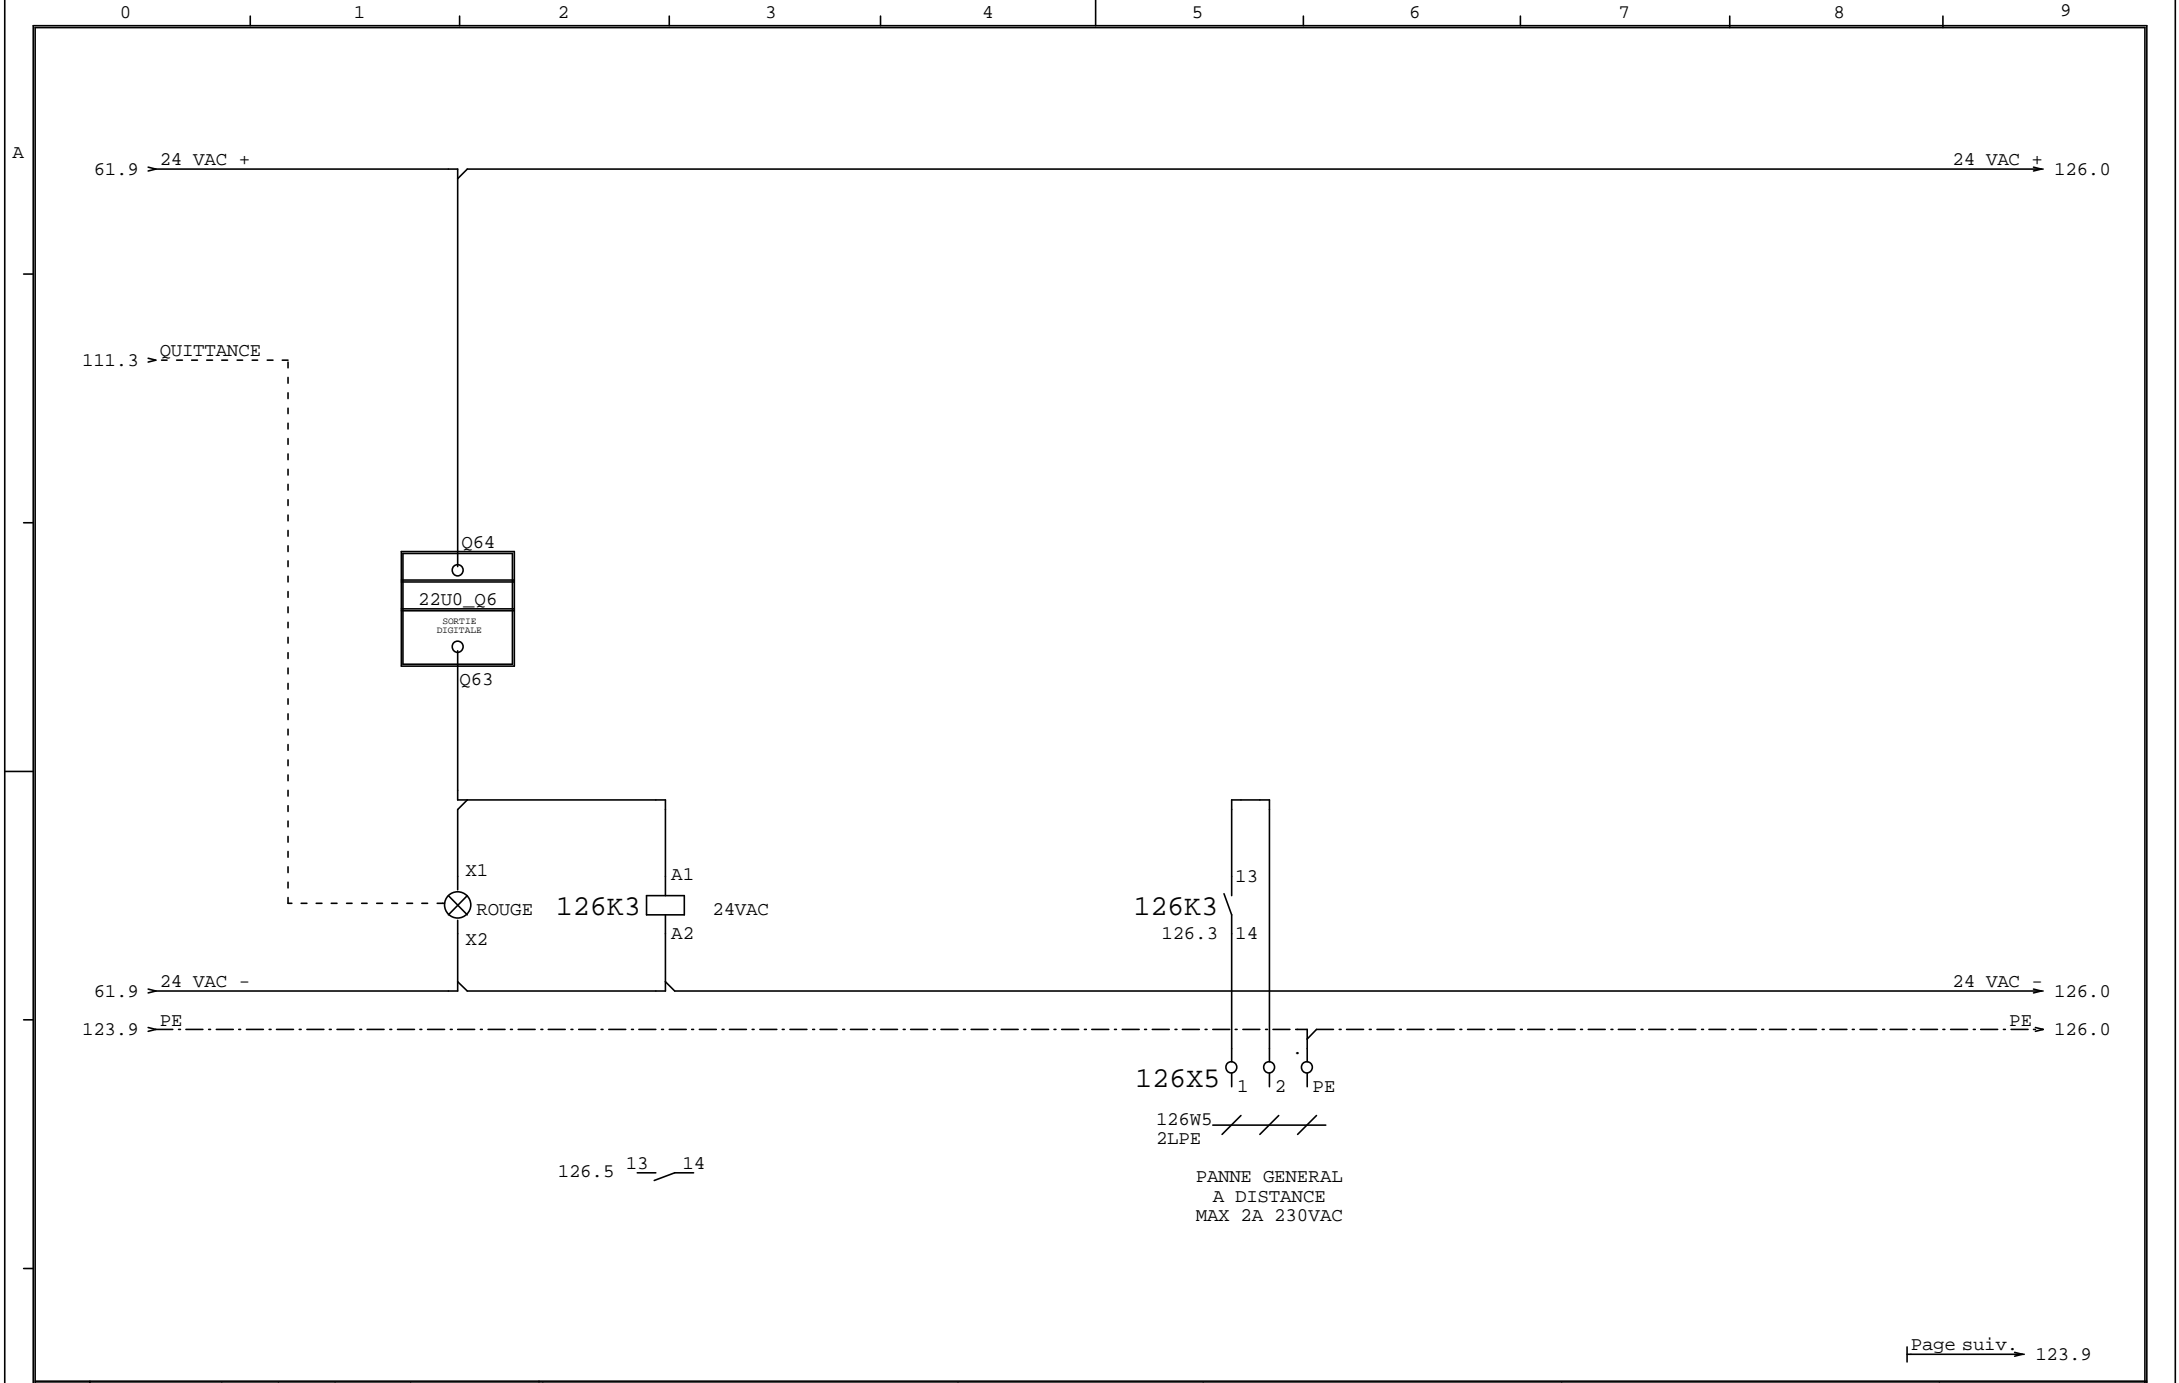 0 1 2 3 4 5 6 7 8 9
A
24 VAC + 24 VAC +
61.9 126.0
QUITTANCE
111.3
Q64
22U0_Q6
SORTIE
DIGITALE
Q63
X1 A1 13
ROUGE 126K3 24VAC 126K3
X2 A2 126.3 14
24 VAC - 24 VAC -
61.9 126.0
PE PE
123.9 126.0
126X5 1 2 PE
126W5
2LPE
126.5 13 14
PANNE GENERAL
A DISTANCE
MAX 2A 230VAC
Page suiv. 123.9